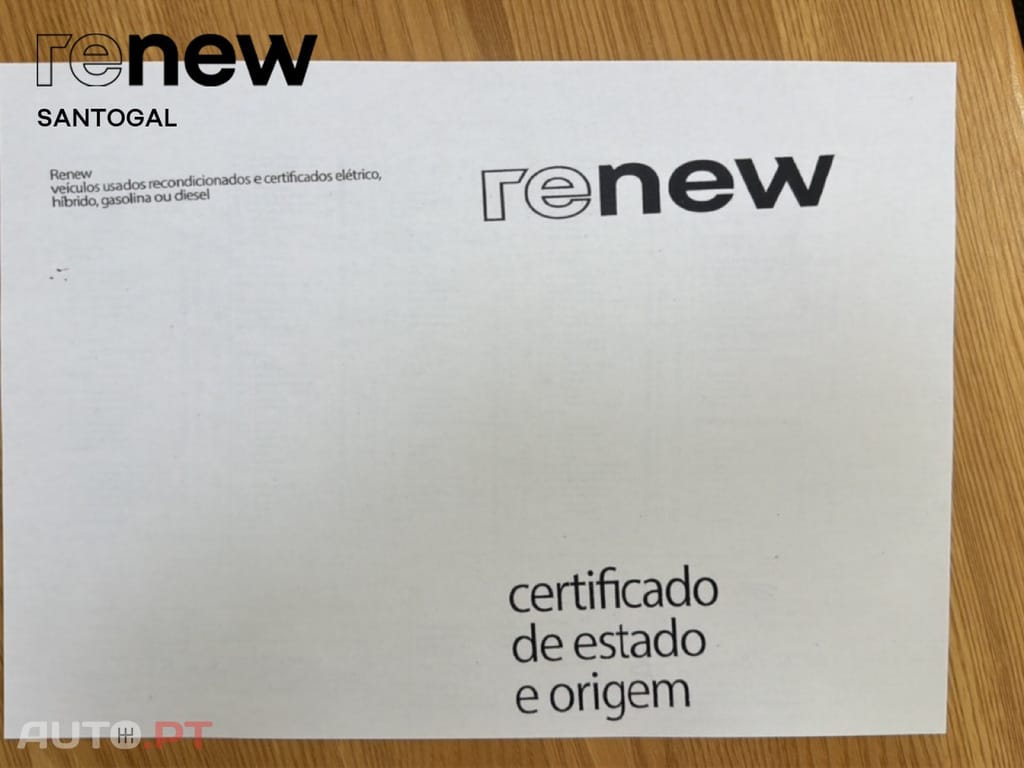 renew
SANTOGAL
Renew
veículos usados recondicionados e certificados elétrico,
híbrido, gasolina ou diesel
renew
certificado
de estado
e origem
AUTO.PT